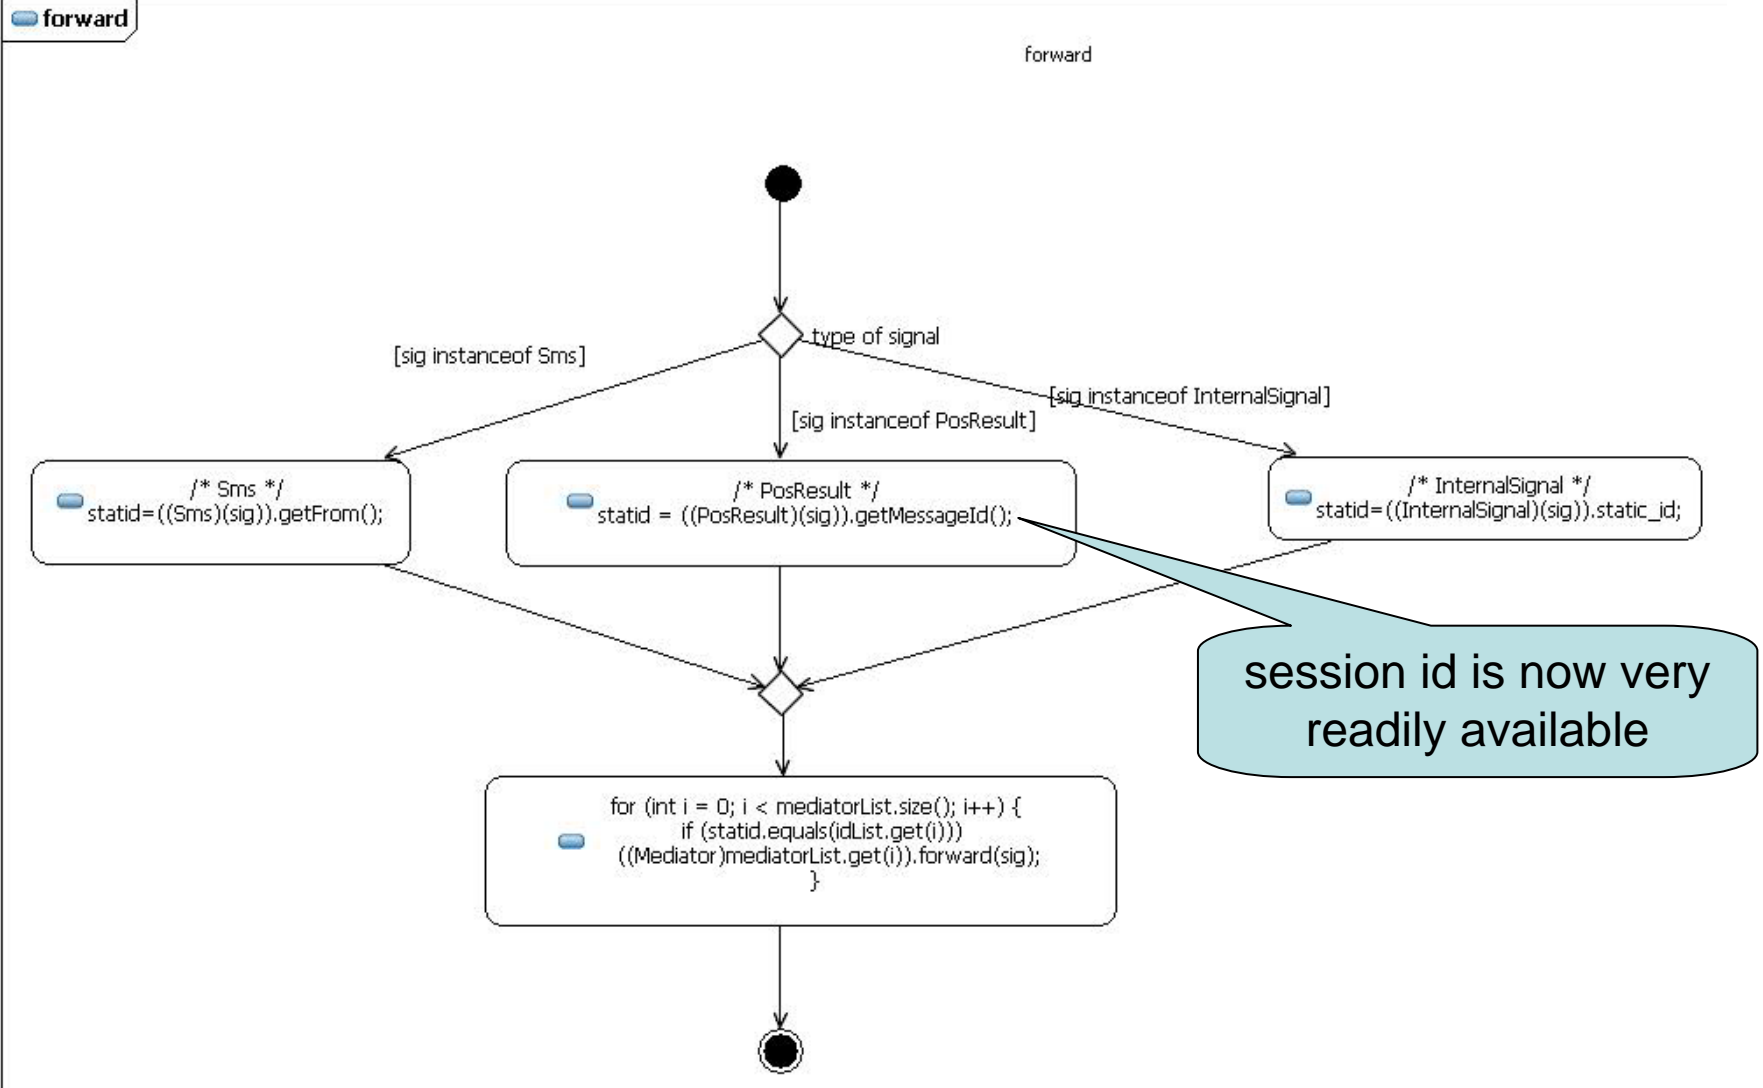 forward
forward
type of signal
[sig instanceof Sms]
[sig instanceof InternalSignal]
[sig instanceof PosResult]
/* Sms */
statid=((Sms)(sig)).getFrom();
/* PosResult */
statid = ((PosResult)(sig)).getMessageId();
/* InternalSignal */
statid=((InternalSignal)(sig)).static_id;
session id is now very
readily available
for (int i = 0; i < mediatorList.size(); i++) {
if (statid.equals(idList.get(i)))
((Mediator)mediatorList.get(i)).forward(sig);
}